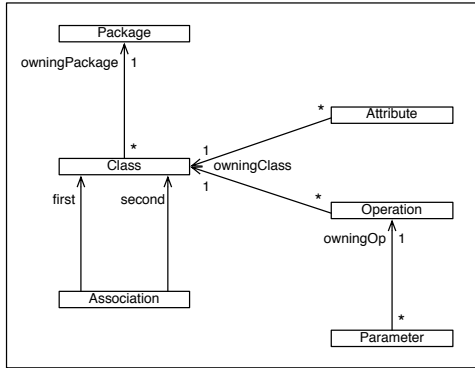 Package
owningPackage 1
*
Attribute
*
1
Class
owningClass
1
first second
*
Operation
owningOp 1
Association
*
Parameter